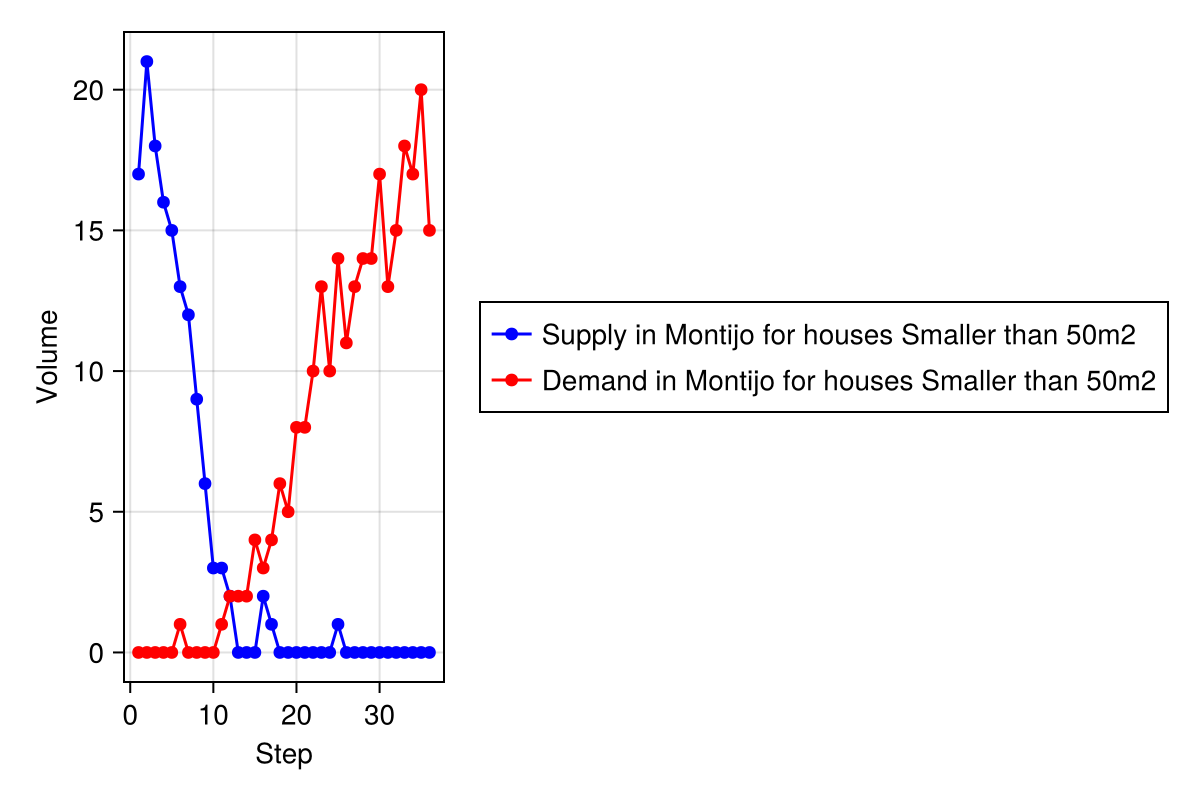 20
15
10
5
0
Volume
0 10 20 30
Step
Supply in Montijo for houses Smaller than 50m2
Demand in Montijo for houses Smaller than 50m2